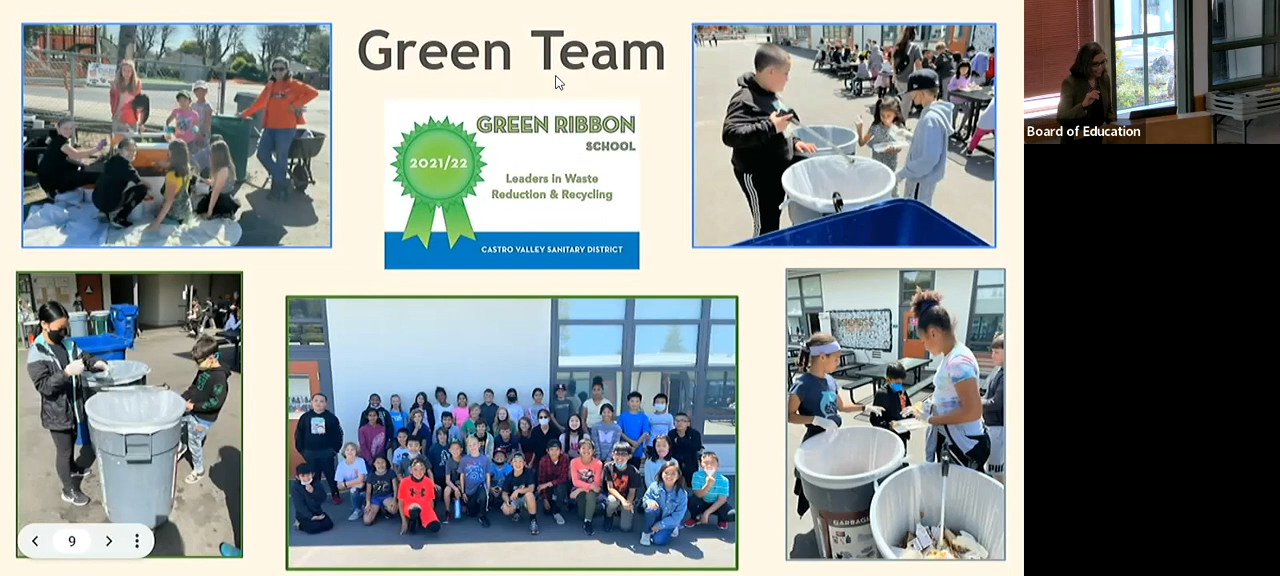 Green Team
GREEN RIBBON
SCHOOL
2021/22
Leaders in Waste
Reduction & Recycling
CASTRO VALLEY SANITARY DISTRICT
Board of Education
GARBAGE
9